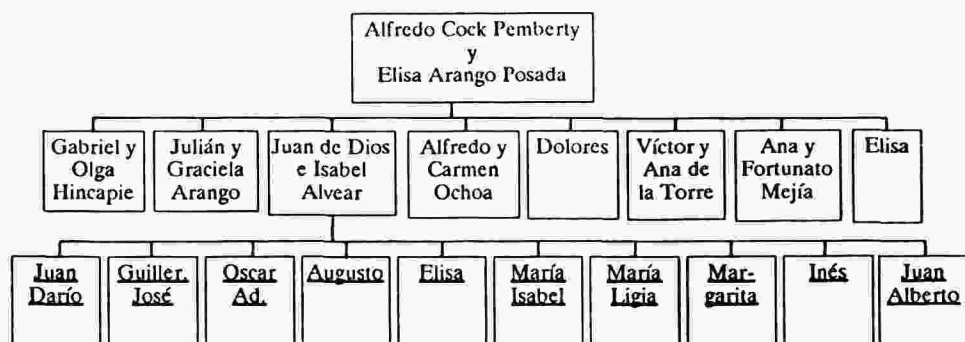 Alfredo Cock Pemberty
y
Elisa Arango Posada
Gabriel y
Olga
Hincapie
Julián y
Graciela
Arango
Juan de Dios
e Isabel
Alvear
Alfredo y
Carmen
Ochoa
Dolores
Víctor y
Ana de
la Torre
Ana y
Fortunato
Mejía
Elisa
Juan
Darío
Guiller.
José
Oscar
Ad.
Augusto
Elisa
María
Isabel
María
Ligia
Mar-
garita
Inés
Juan
Alberto